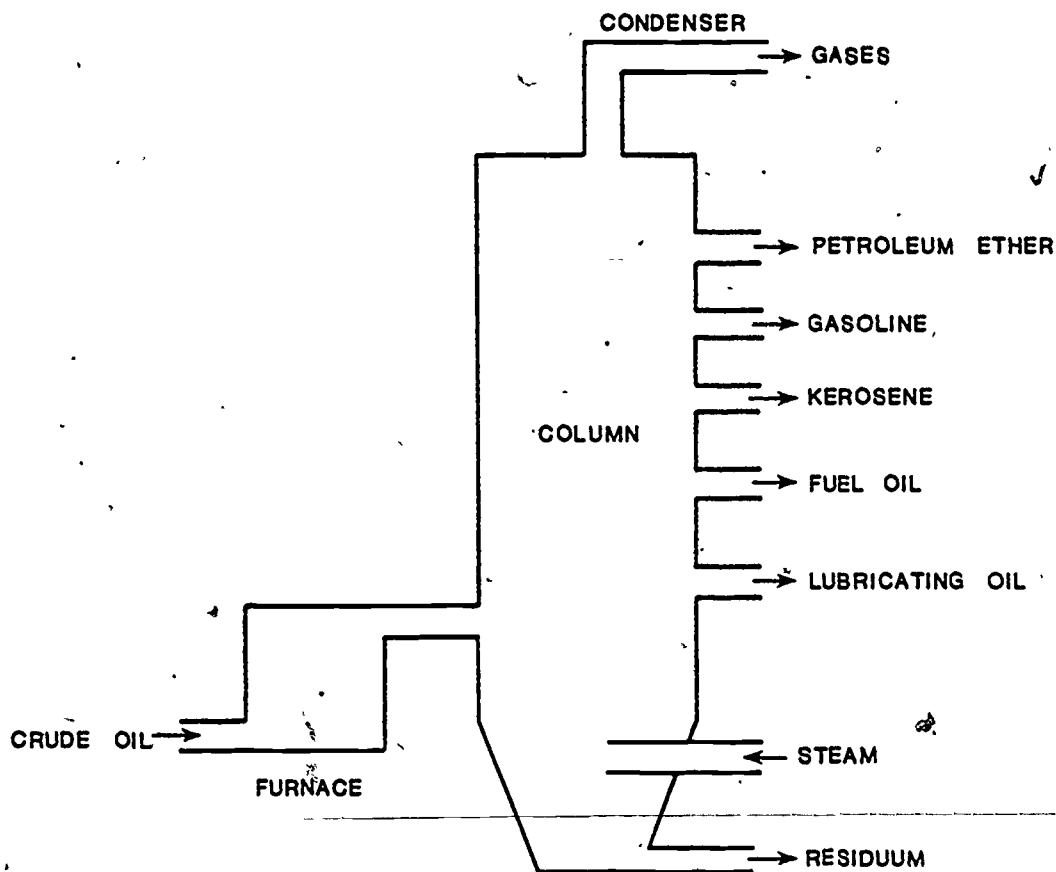 CONDENSER
GASES
PETROLEUM ETHER
GASOLINE
KEROSENE
COLUMN
FUEL OIL
LUBRICATING OIL
CRUDE OIL
STEAM
FURNACE
RESIDUUM